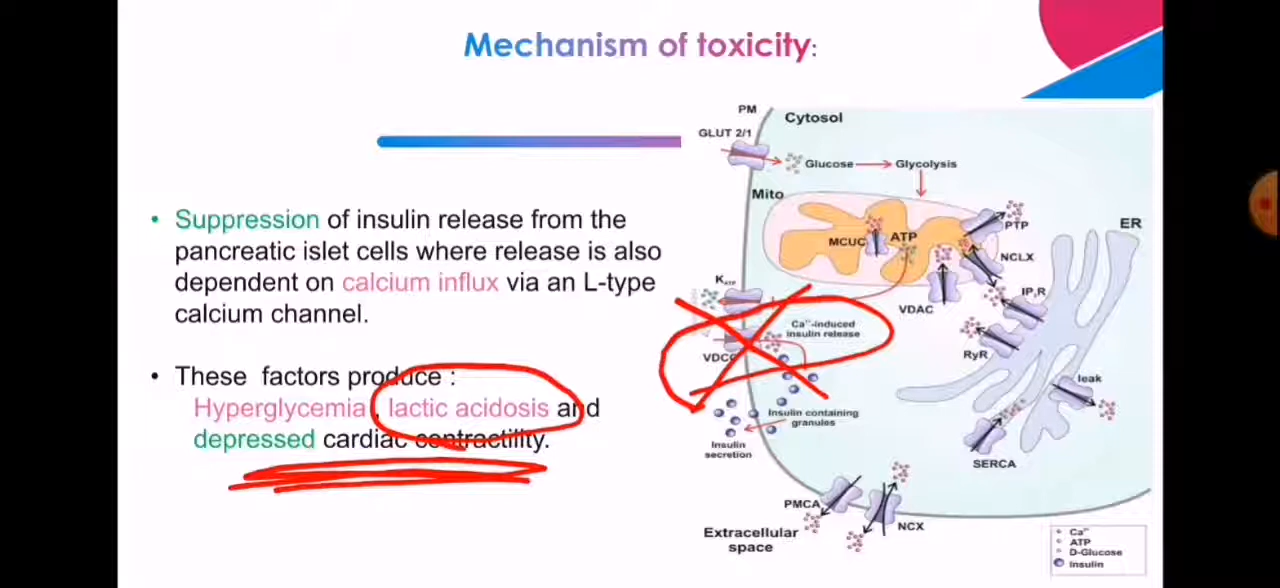 Mechanism of toxicity:
• Suppression of insulin release from the
pancreatic islet cells where release is also
dependent on calcium influx via an L-type
calcium channel.
• These factors produce :
Hyperglycemia , lactic acidosis and
depressed cardiac contractility.
PM
Cytosol
GLUT 2/1
Glucose
Glycolysis
Mito
MCUC
ATP
PTP
ER
NCLX
VDAC
IP₃R
RyR
K ATP
Ca²⁺-induced
insulin release
VDCC
leak
Insulin containing
granules
Insulin
secretion
SERCA
PMCA
NCX
Extracellular
space
Ca²⁺
ATP
D-Glucose
Insulin